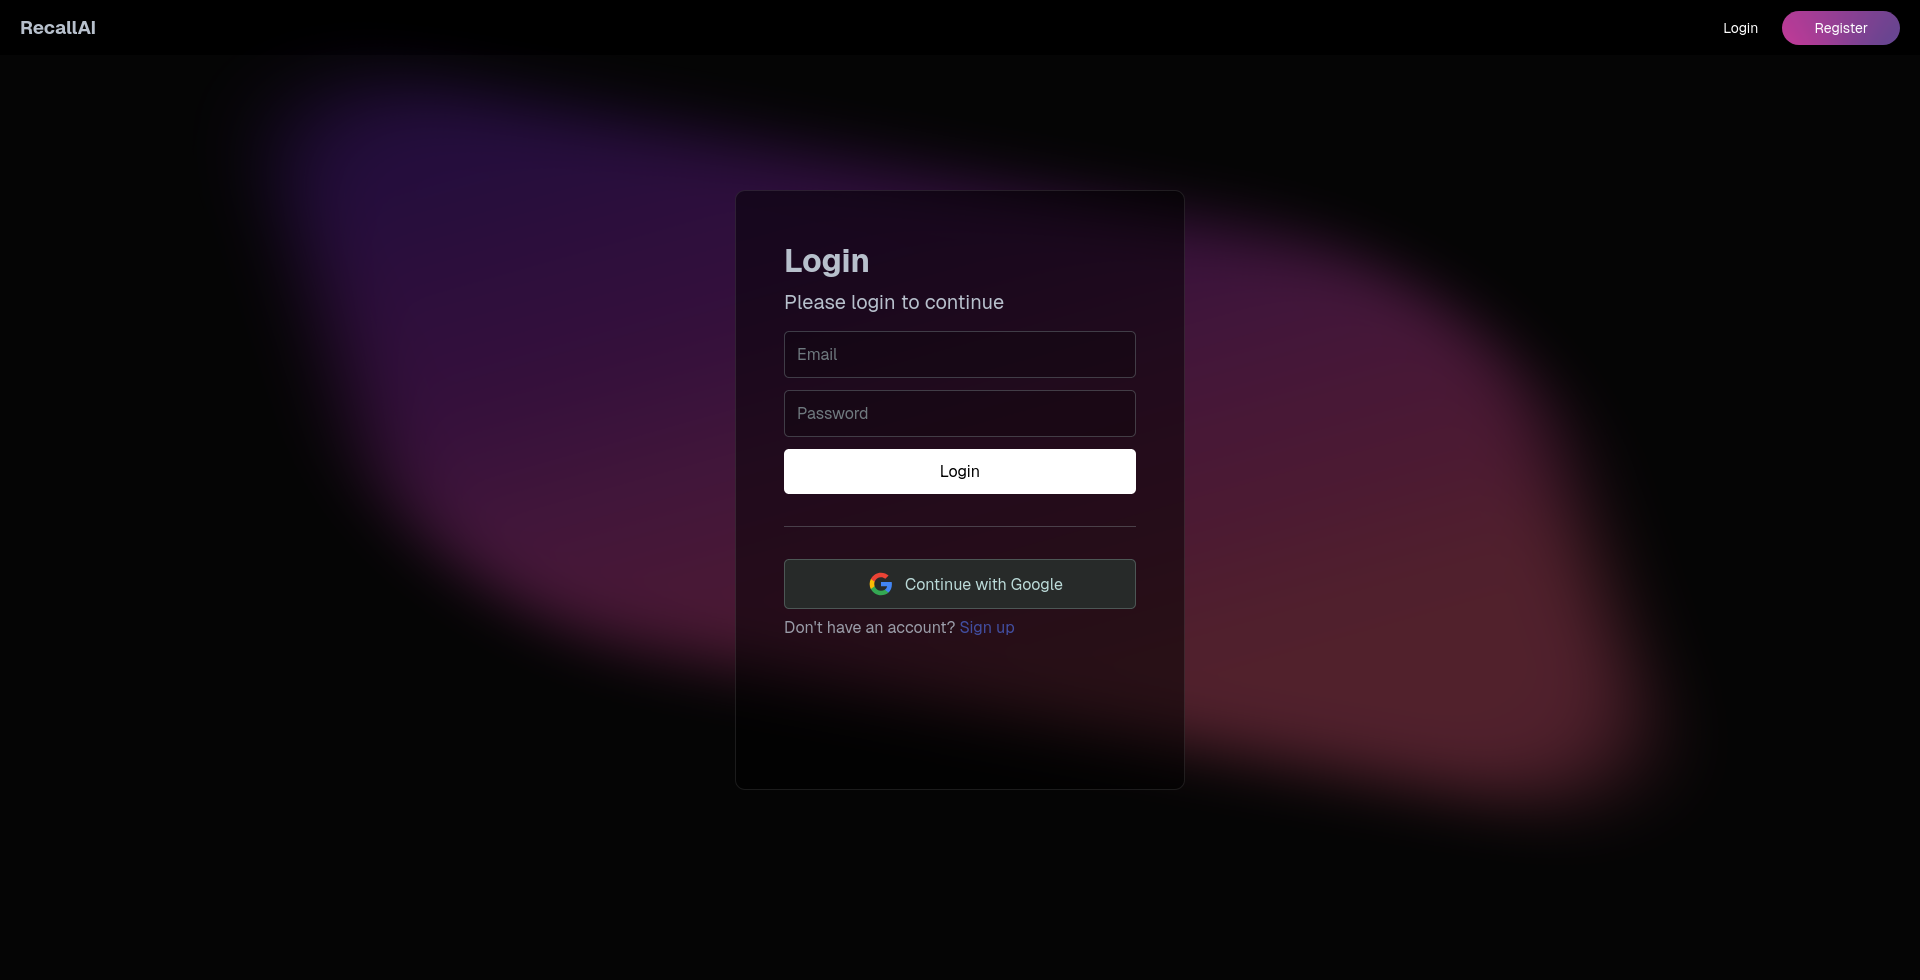 RecallAI
Login
Register
Login
Please login to continue
Email
Password
Login
Continue with Google
Don't have an account? Sign up